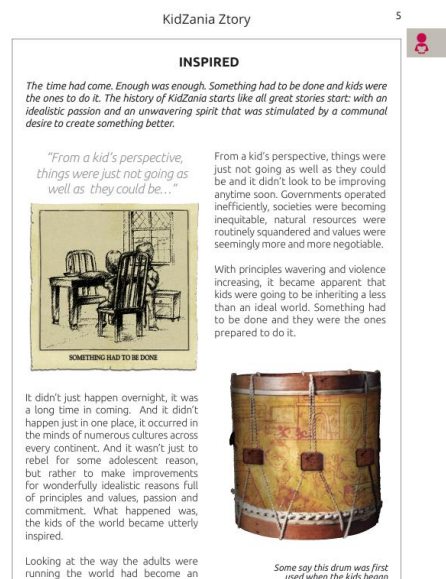 KidZania Ztory
5
INSPIRED
The time had come. Enough was enough. Something had to be done and kids were
the ones to do it. The history of KidZania starts like all great stories start: with an
idealistic passion and an unwavering spirit that was stimulated by a communal
desire to create something better.
"From a kid's perspective,
things were just not going as
well as they could be…"
SOMETHING HAD TO BE DONE
It didn't just happen overnight, it was
a long time in coming. And it didn't
happen just in one place, it occurred in
the minds of numerous cultures across
every continent. And it wasn't just to
rebel for some adolescent reason,
but rather to make improvements
for wonderfully idealistic reasons full
of principles and values, passion and
commitment. What happened was,
the kids of the world became utterly
inspired.
Looking at the way the adults were
running the world had become an
From a kid's perspective, things were
just not going as well as they could
be and it didn't look to be improving
anytime soon. Governments operated
inefficiently, societies were becoming
inequitable, natural resources were
routinely squandered and values were
seemingly more and more negotiable.
With principles wavering and violence
increasing, it became apparent that
kids were going to be inheriting a less
than an ideal world. Something had
to be done and they were the ones
prepared to do it.
Some say this drum was first
used when the kids began